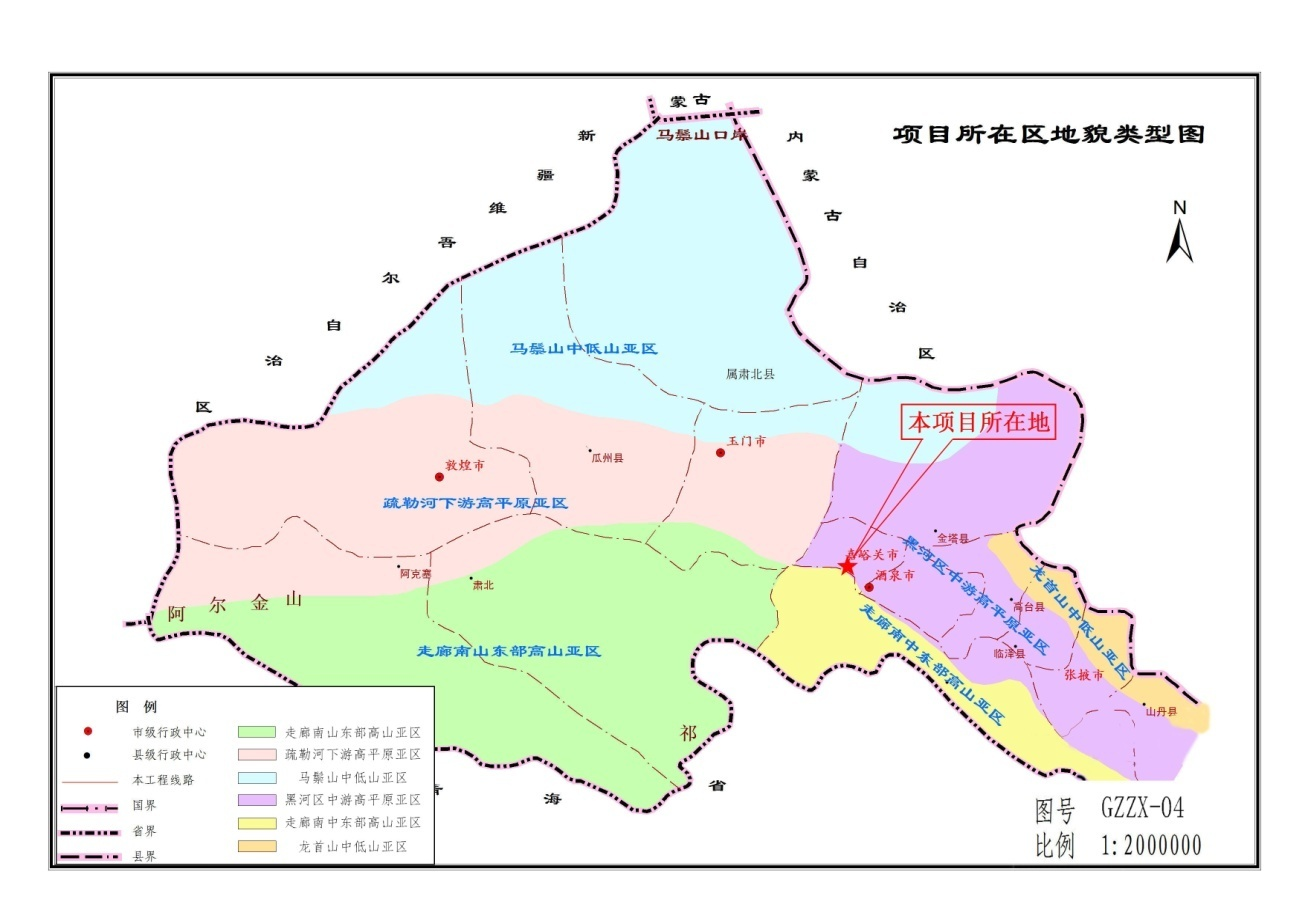 蒙古
马鬃山口岸
项目所在区地貌类型图
新
疆
维
吾
尔
自
治
区
内
蒙
古
自
治
区
N
马鬃山中低山亚区
属肃北县
本项目所在地
玉门市
瓜州县
敦煌市
疏勒河下游高平原亚区
金塔县
嘉峪关市
酒泉市
黑河区中游高平原亚区
阿克塞
肃北
阿尔金山
高台县
龙首山中低山亚区
临泽县
张掖市
走廊南中东部高山亚区
走廊南山东部高山亚区
山丹县
祁
海
省
图例
市级行政中心
县级行政中心
本工程线路
国界
省界
县界
走廊南山东部高山亚区
疏勒河下游高平原亚区
马鬃山中低山亚区
黑河区中游高平原亚区
走廊南中东部高山亚区
龙首山中低山亚区
图号 GZZX-04
比例 1:2000000